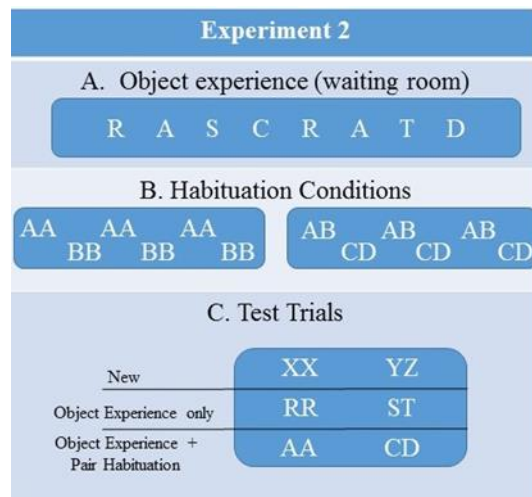 Experiment 2
A. Object experience (waiting room)
R A S C R A T D
B. Habituation Conditions
AA AA AA
BB BB BB
AB AB AB
CD CD CD
C. Test Trials
New XX YZ
Object Experience only RR ST
Object Experience +
Pair Habituation AA CD